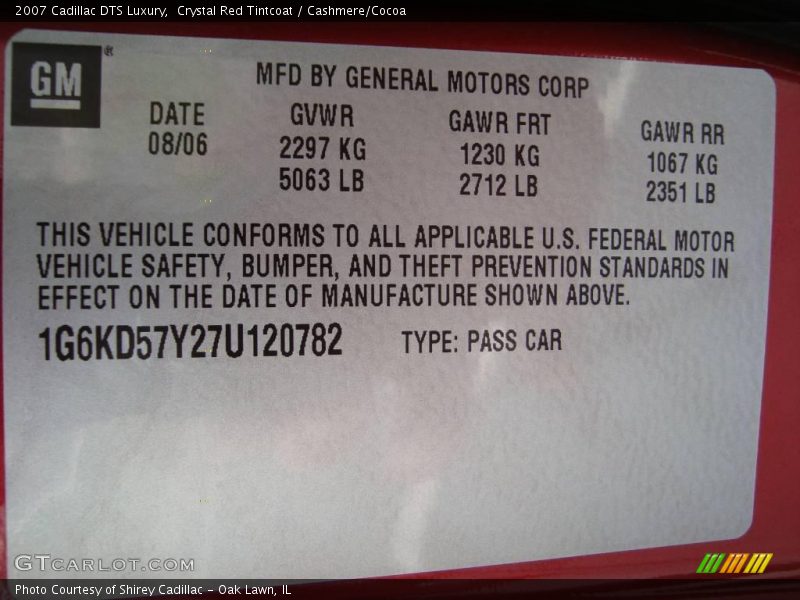 2007 Cadillac DTS Luxury,  Crystal Red Tintcoat / Cashmere/Cocoa
GM ®
MFD BY GENERAL MOTORS CORP
DATE GVWR GAWR FRT GAWR RR
08/06 2297 KG 1230 KG 1067 KG
5063 LB 2712 LB 2351 LB
THIS VEHICLE CONFORMS TO ALL APPLICABLE U.S. FEDERAL MOTOR
VEHICLE SAFETY, BUMPER, AND THEFT PREVENTION STANDARDS IN
EFFECT ON THE DATE OF MANUFACTURE SHOWN ABOVE.
1G6KD57Y27U120782 TYPE: PASS CAR
GTCARLOT.COM
Photo Courtesy of Shirey Cadillac - Oak Lawn, IL